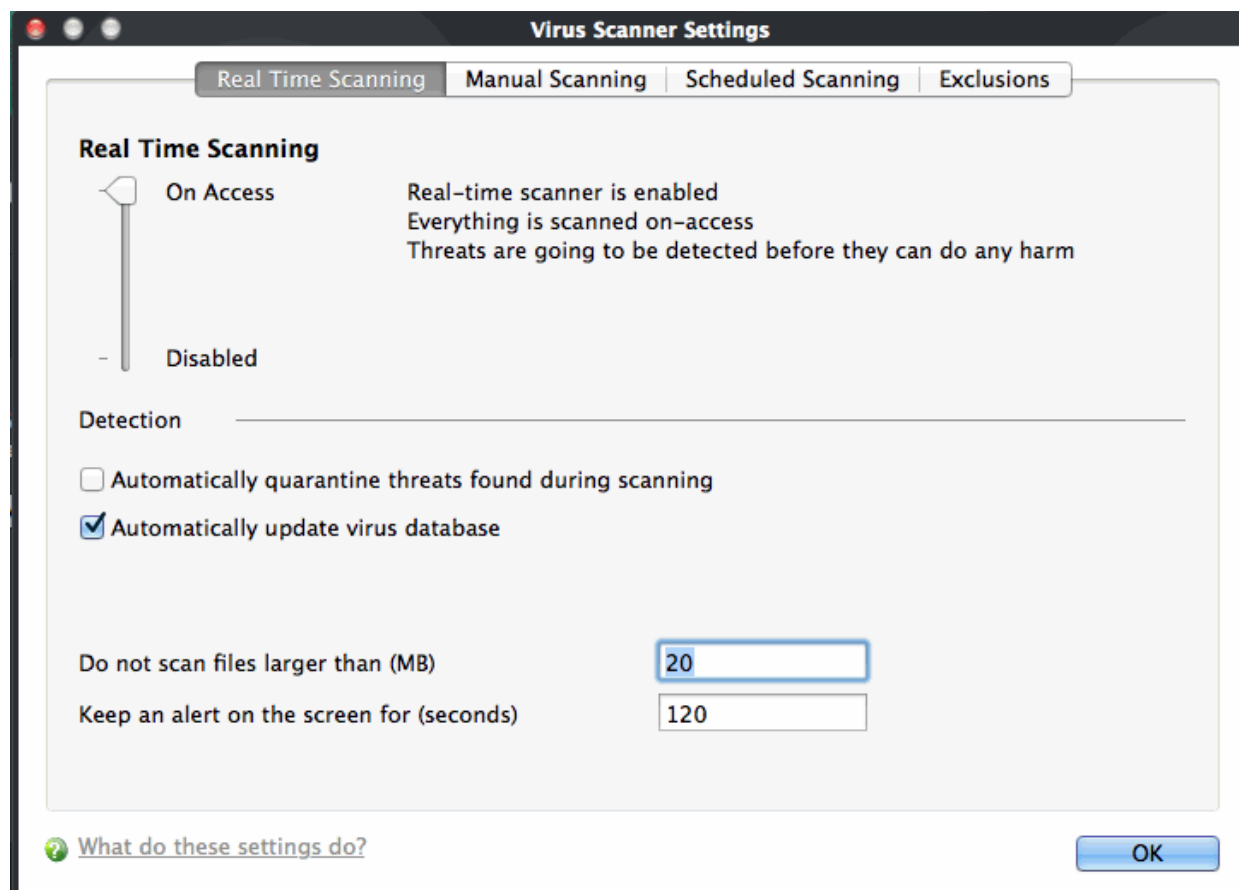 Virus Scanner Settings
Real Time Scanning Manual Scanning Scheduled Scanning Exclusions
Real Time Scanning
On Access
Real-time scanner is enabled
Everything is scanned on-access
Threats are going to be detected before they can do any harm
Disabled
Detection
Automatically quarantine threats found during scanning
Automatically update virus database
Do not scan files larger than (MB) 20
Keep an alert on the screen for (seconds) 120
What do these settings do?
OK